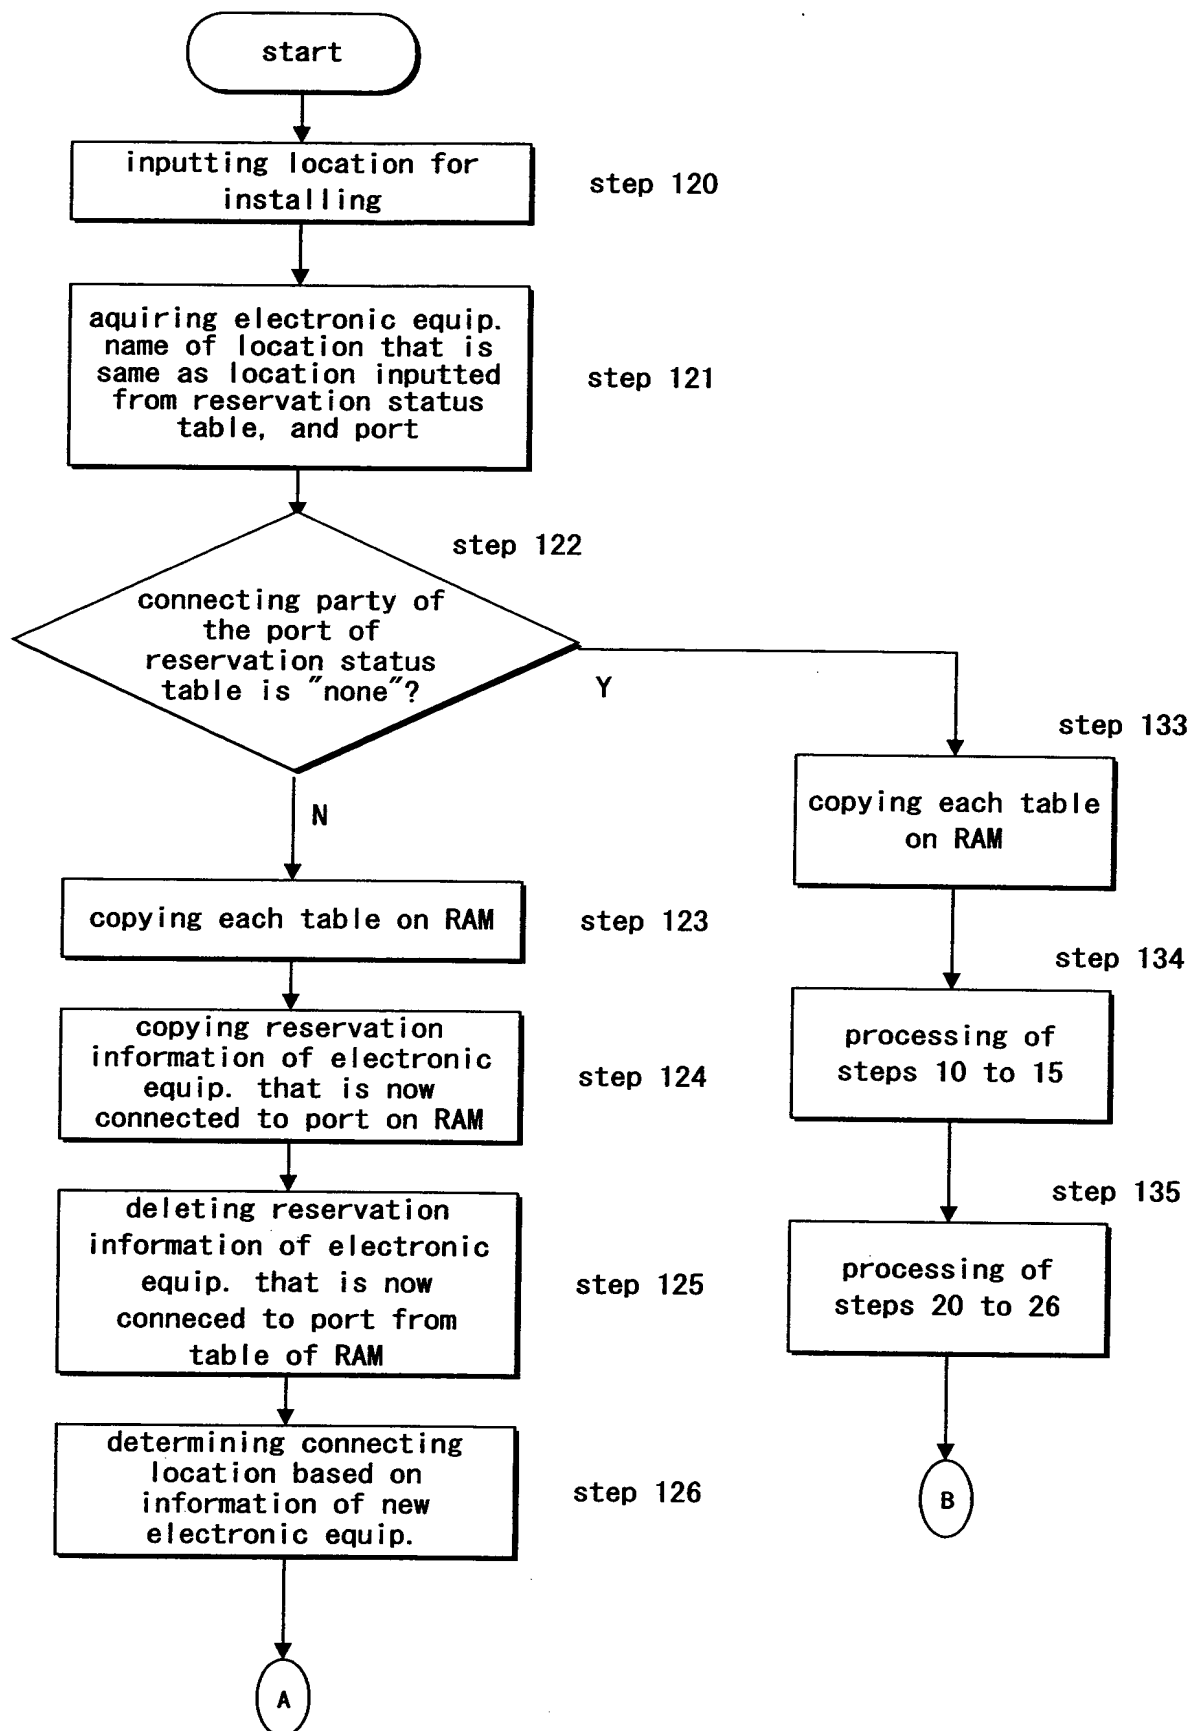 start
inputting location for
installing
step 120
aquiring electronic equip.
name of location that is
same as location inputted
from reservation status
table, and port
step 121
step 122
connecting party of
the port of
reservation status
table is "none"?
Y
N
copying each table on RAM
step 123
copying reservation
information of electronic
equip. that is now
connected to port on RAM
step 124
deleting reservation
information of electronic
equip. that is now
conneced to port from
table of RAM
step 125
determining connecting
location based on
information of new
electronic equip.
step 126
A
step 133
copying each table
on RAM
step 134
processing of
steps 10 to 15
step 135
processing of
steps 20 to 26
B